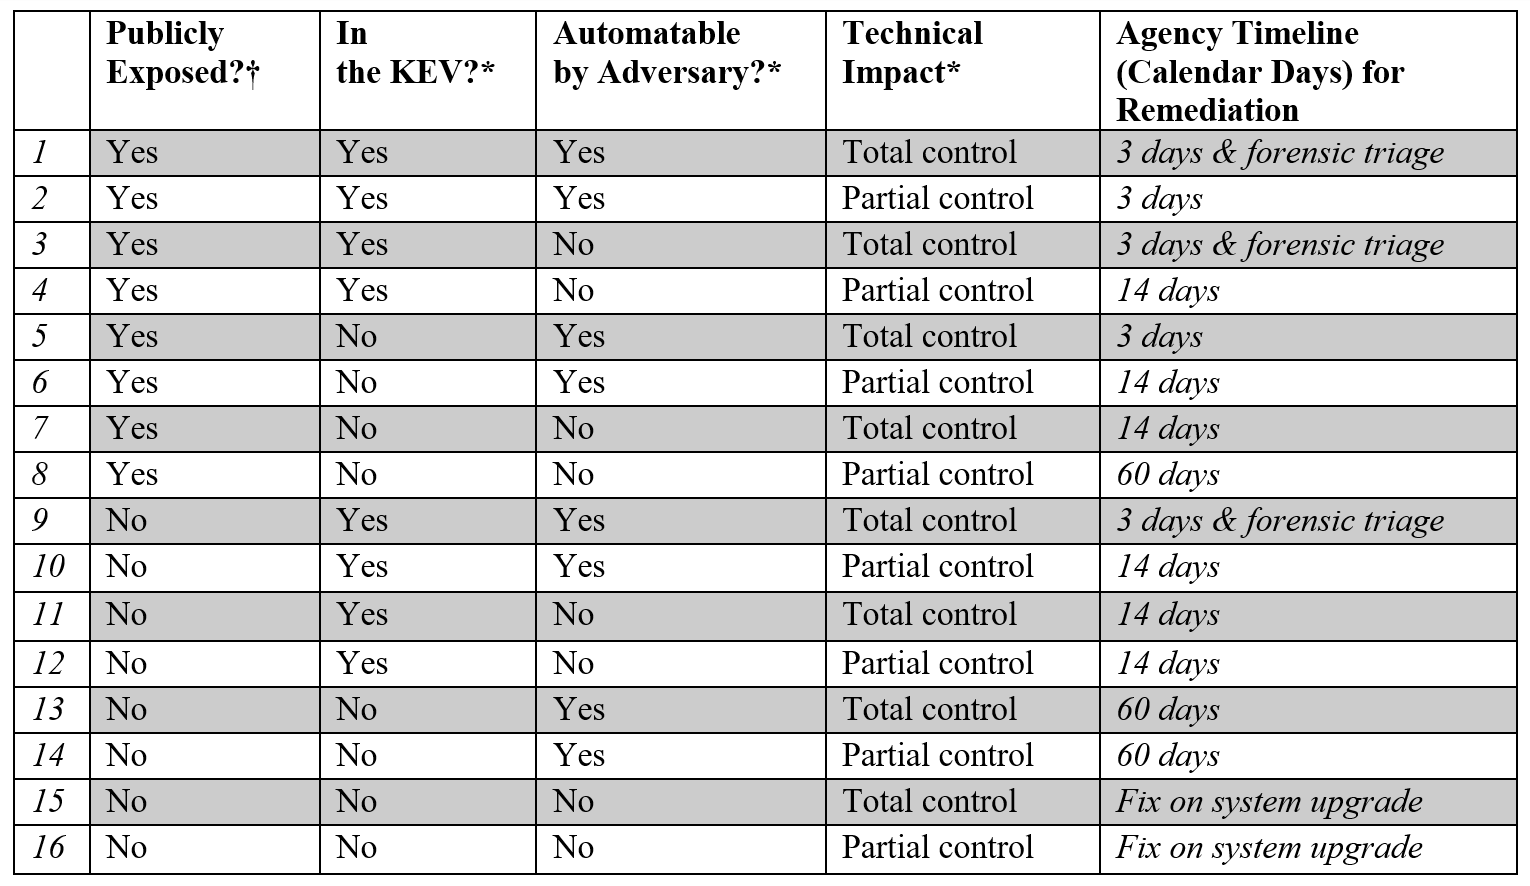 Publicly Exposed?† In the KEV?* Automatable by Adversary?* Technical Impact* Agency Timeline (Calendar Days) for Remediation
1 Yes Yes Yes Total control 3 days & forensic triage
2 Yes Yes Yes Partial control 3 days
3 Yes Yes No Total control 3 days & forensic triage
4 Yes Yes No Partial control 14 days
5 Yes No Yes Total control 3 days
6 Yes No Yes Partial control 14 days
7 Yes No No Total control 14 days
8 Yes No No Partial control 60 days
9 No Yes Yes Total control 3 days & forensic triage
10 No Yes Yes Partial control 14 days
11 No Yes No Total control 14 days
12 No Yes No Partial control 14 days
13 No No Yes Total control 60 days
14 No No Yes Partial control 60 days
15 No No No Total control Fix on system upgrade
16 No No No Partial control Fix on system upgrade